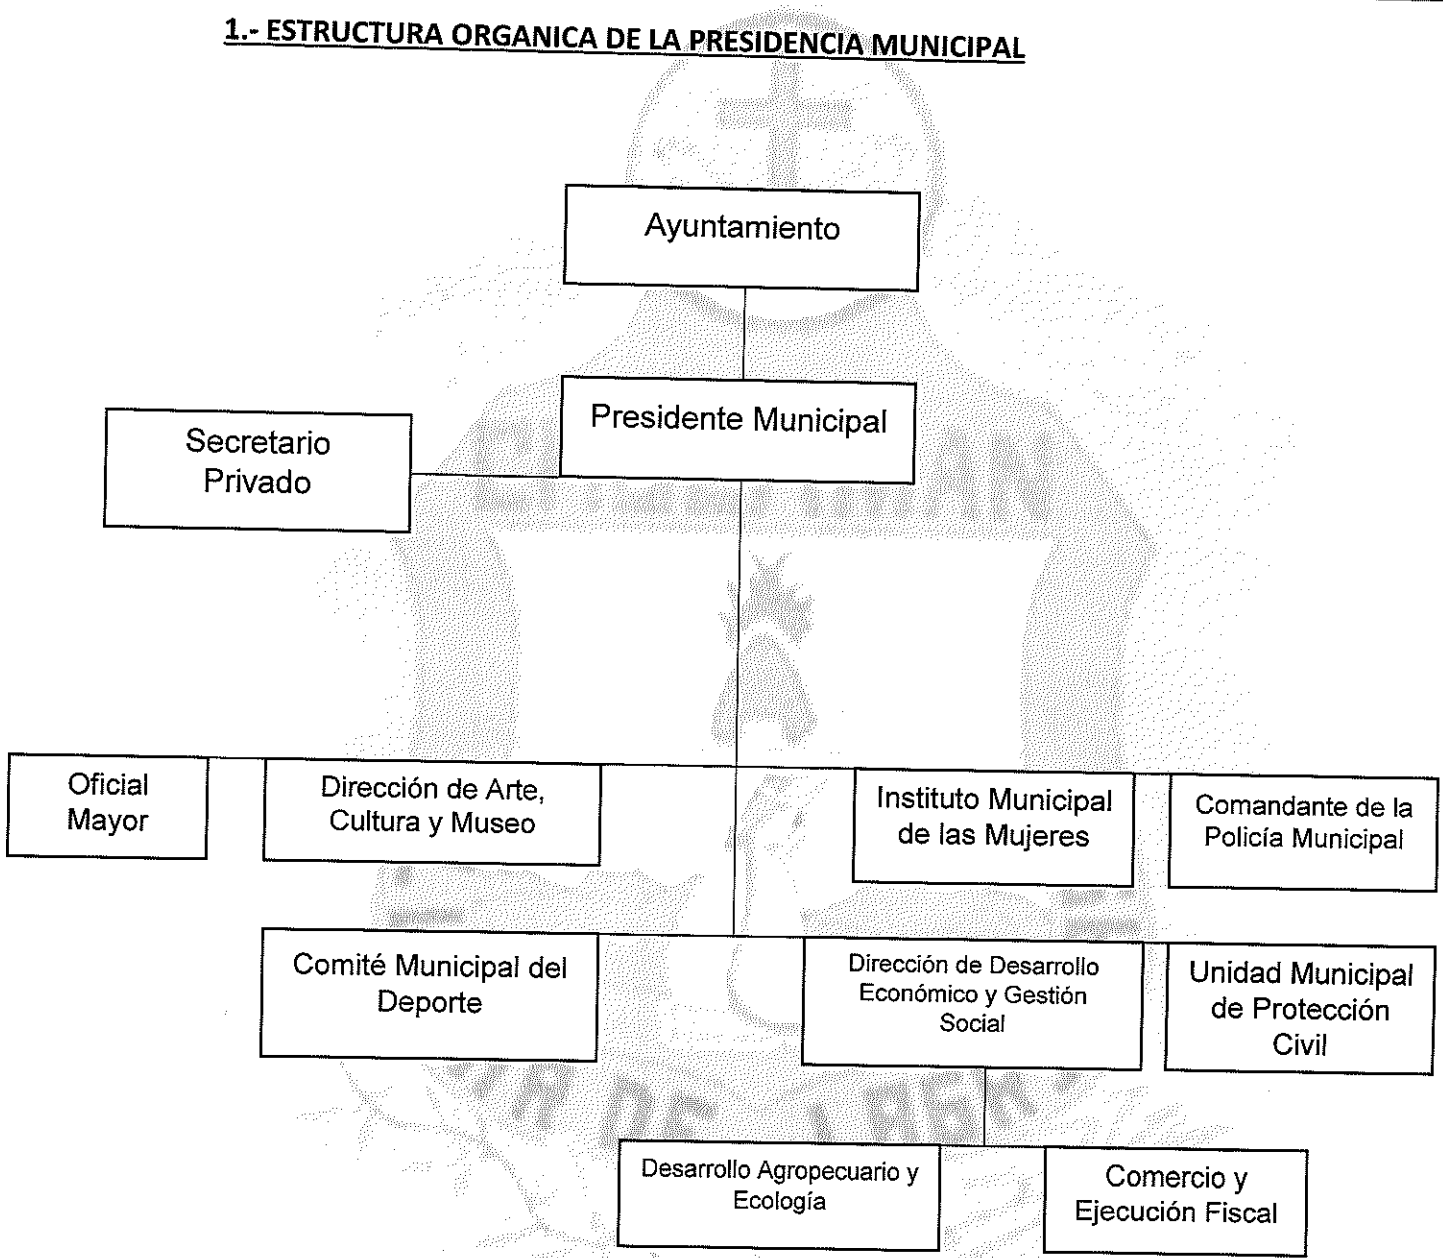 1.- ESTRUCTURA ORGANICA DE LA PRESIDENCIA MUNICIPAL
Ayuntamiento
Presidente Municipal
Secretario
Privado
Oficial
Mayor
Dirección de Arte,
Cultura y Museo
Instituto Municipal
de las Mujeres
Comandante de la
Policía Municipal
Comité Municipal del
Deporte
Dirección de Desarrollo
Económico y Gestión
Social
Unidad Municipal
de Protección
Civil
Desarrollo Agropecuario y
Ecología
Comercio y
Ejecución Fiscal